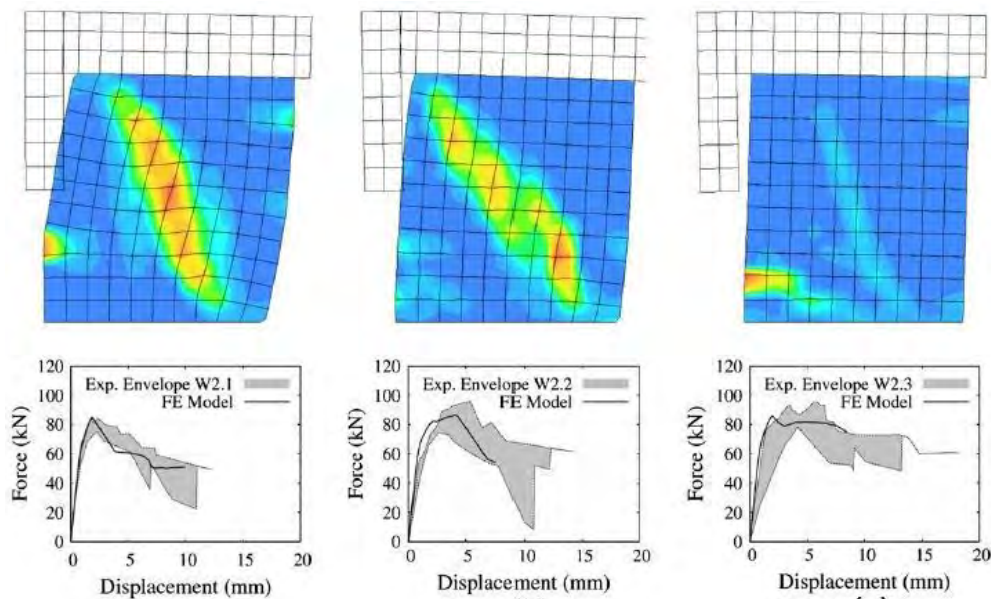 120
100
80
60
40
20
0
Force (kN)
Exp. Envelope W2.1
FE Model
0 5 10 15 20
Displacement (mm)
120
100
80
60
40
20
0
Force (kN)
Exp. Envelope W2.2
FE Model
0 5 10 15 20
Displacement (mm)
120
100
80
60
40
20
0
Force (kN)
Exp. Envelope W2.3
FE Model
0 5 10 15 20
Displacement (mm)